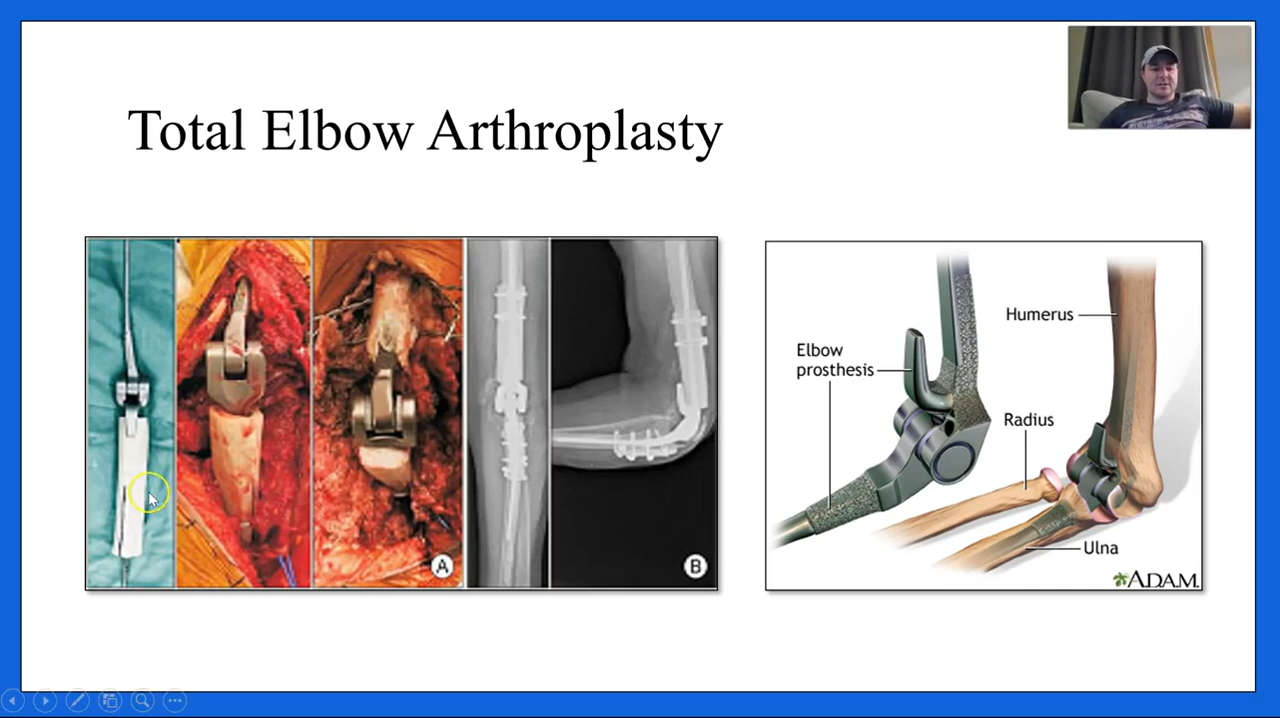 Total Elbow Arthroplasty
A
B
Elbow
prosthesis
Humerus
Radius
Ulna
A.D.A.M.